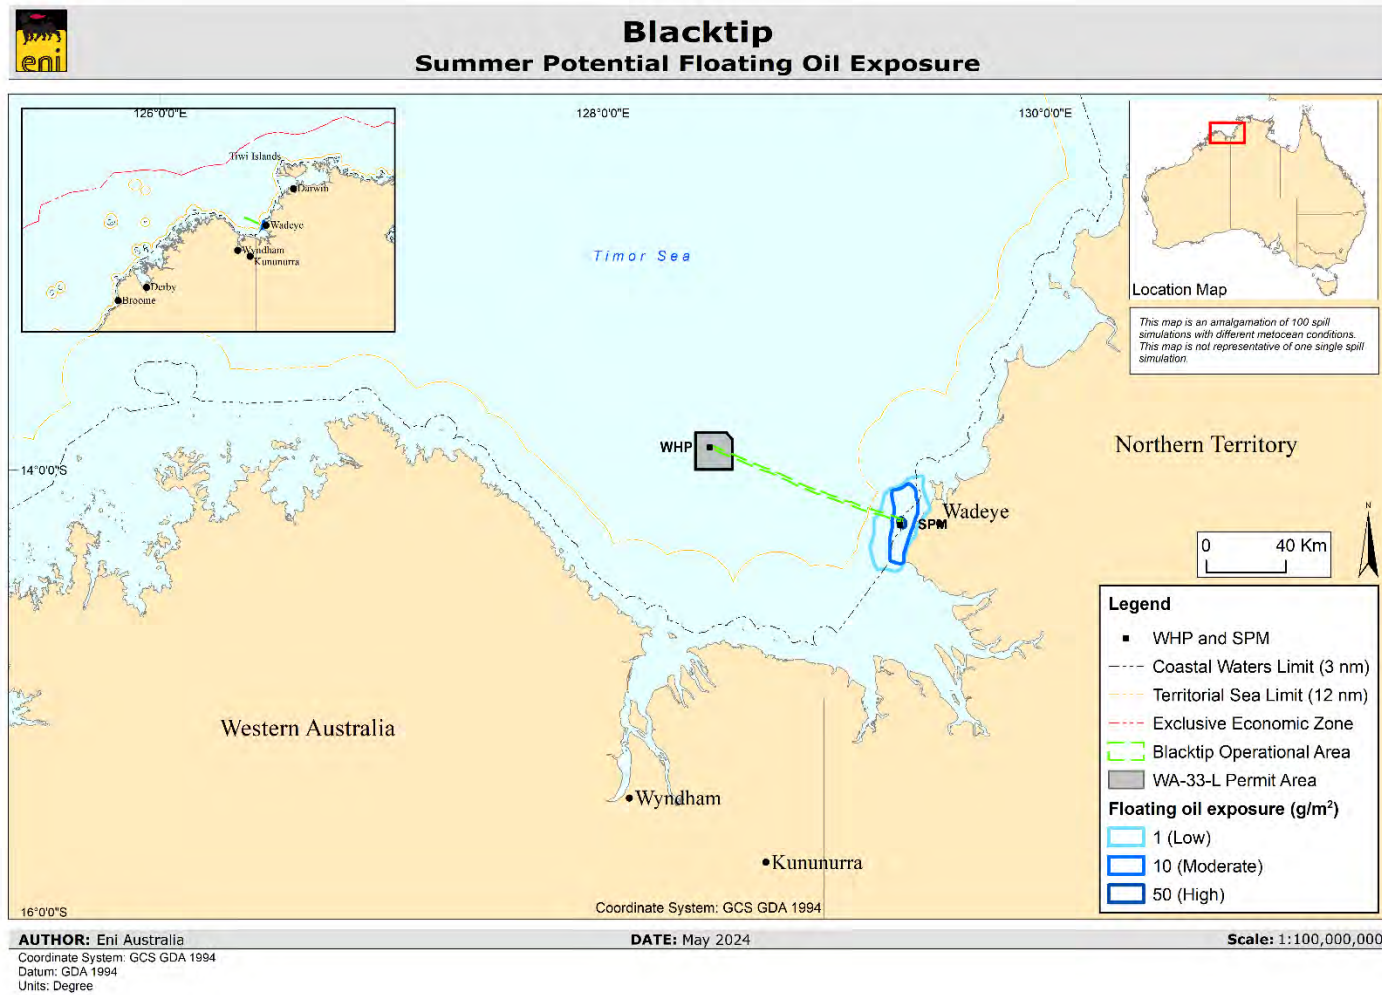 eni
Blacktip
Summer Potential Floating Oil Exposure
126°0'0"E
128°0'0"E
130°0'0"E
Tiwi Islands
Darwin
Wadeye
Wyndham
Kununurra
Derby
Broome
Timor Sea
Location Map
This map is an amalgamation of 100 spill
simulations with different metocean conditions.
This map is not representative of one single spill
simulation.
WHP
Northern Territory
14°0'0"S
SPM
Wadeye
N
0 40 Km
Western Australia
Wyndham
Kununurra
Legend
WHP and SPM
Coastal Waters Limit (3 nm)
Territorial Sea Limit (12 nm)
Exclusive Economic Zone
Blacktip Operational Area
WA-33-L Permit Area
Floating oil exposure (g/m²)
1 (Low)
10 (Moderate)
50 (High)
16°0'0"S
Coordinate System: GCS GDA 1994
AUTHOR: Eni Australia
DATE: May 2024
Scale: 1:100,000,000
Coordinate System: GCS GDA 1994
Datum: GDA 1994
Units: Degree